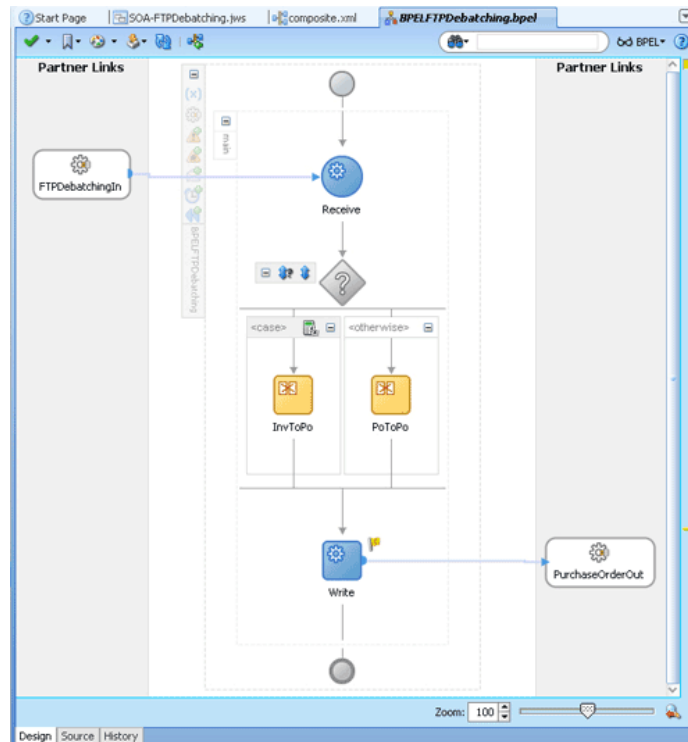 Start Page
SOA-FTPDebatching.jws
composite.xml
BPELFTPDebatching.bpel
BPEL
Partner Links
Partner Links
main
FTPDebatchingIn
Receive
BPELFTPDebatching
<case>
<otherwise>
InvToPo
PoToPo
Write
PurchaseOrderOut
Zoom: 100
Design Source History